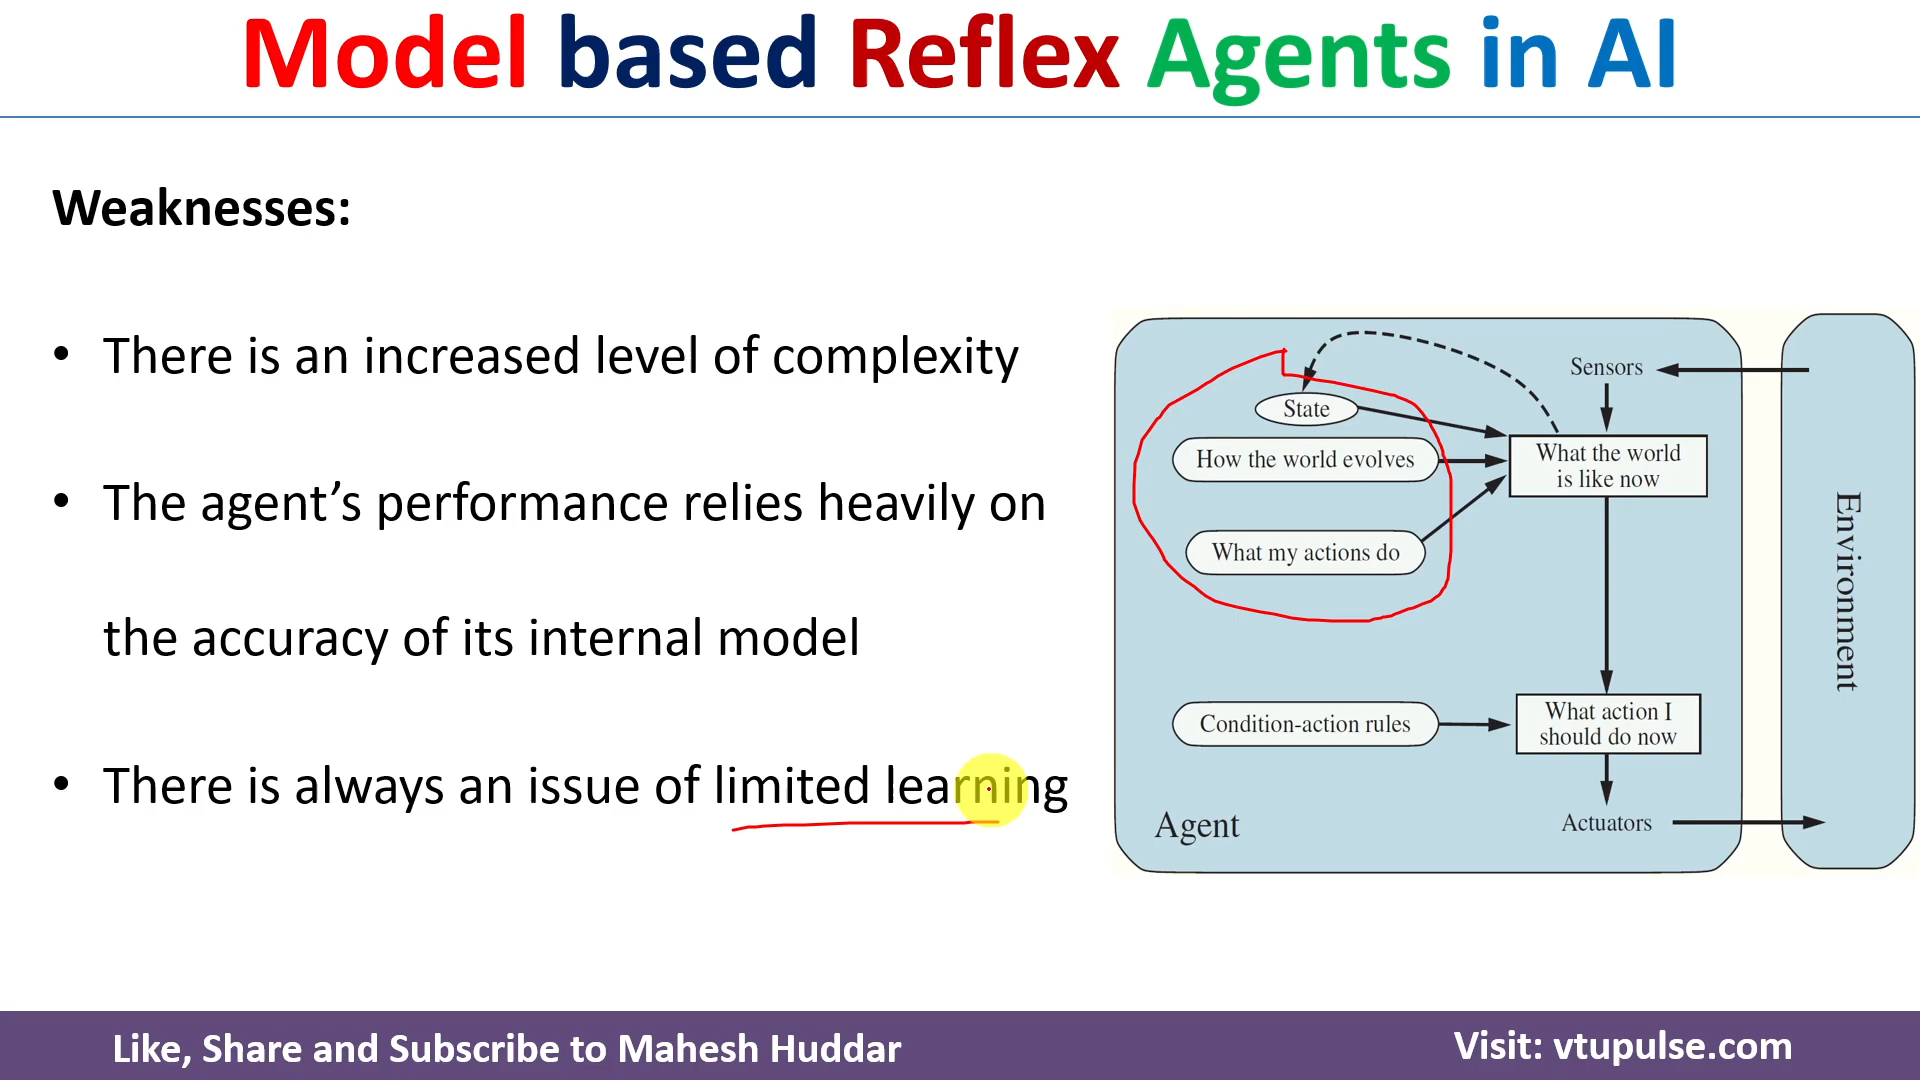 Model based Reflex Agents in AI
Weaknesses:
• There is an increased level of complexity
• The agent’s performance relies heavily on
the accuracy of its internal model
• There is always an issue of limited learning
Sensors
State
How the world evolves
What the world
is like now
What my actions do
Condition-action rules
What action I
should do now
Agent
Actuators
Environment
Like, Share and Subscribe to Mahesh Huddar
Visit: vtupulse.com